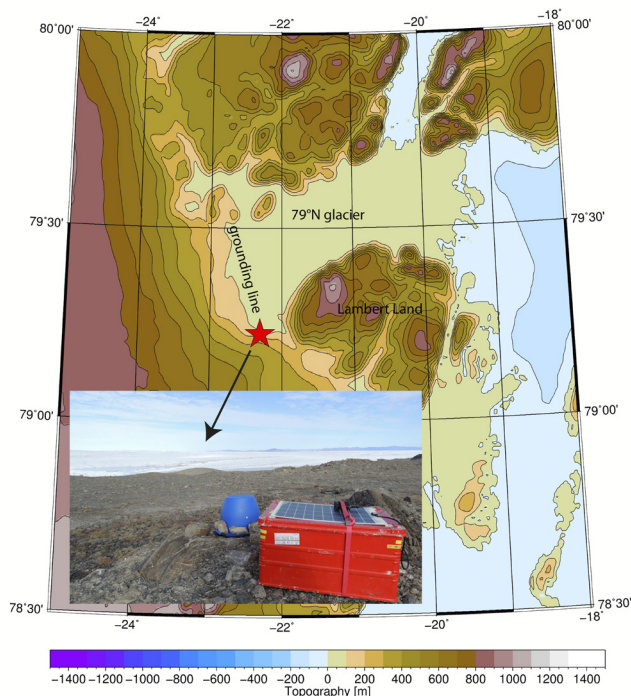 −24° −22° −20° −18°
80°00' 80°00'
79°30' 79°30'
79°N glacier
grounding line
Lambert Land
79°00' 79°00'
78°30' 78°30'
−24° −22° −20°
−1400 −1200 −1000 −800 −600 −400 −200 0 200 400 600 800 1000 1200 1400
Topography [m]